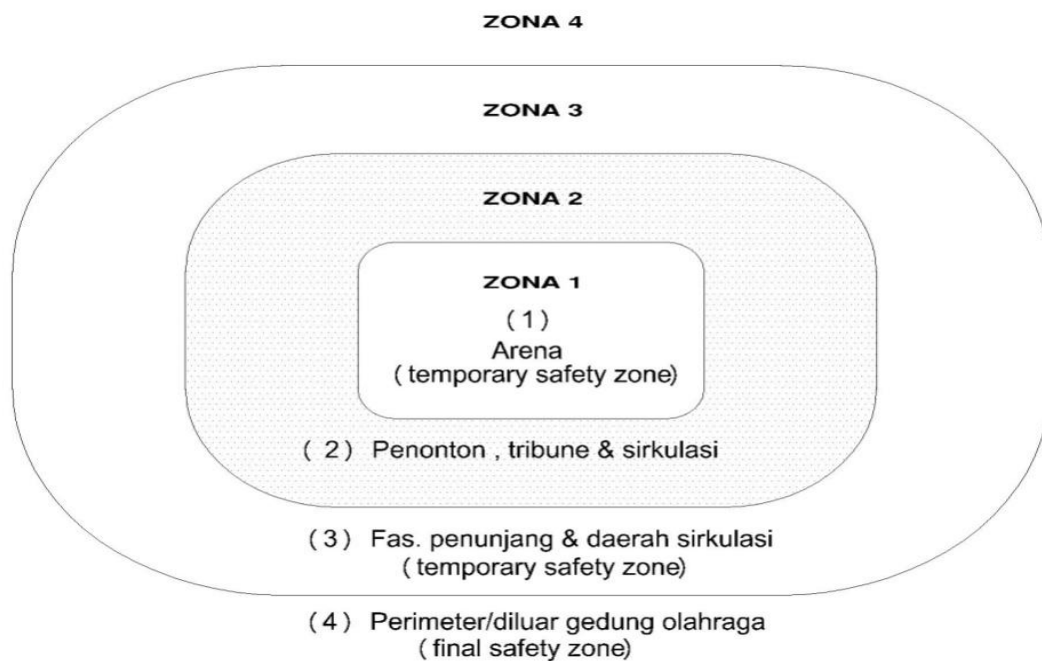 ZONA 4
ZONA 3
ZONA 2
ZONA 1
( 1 )
Arena
( temporary safety zone)
( 2 ) Penonton , tribune & sirkulasi
( 3 ) Fas. penunjang & daerah sirkulasi
( temporary safety zone)
( 4 ) Perimeter/diluar gedung olahraga
( final safety zone)